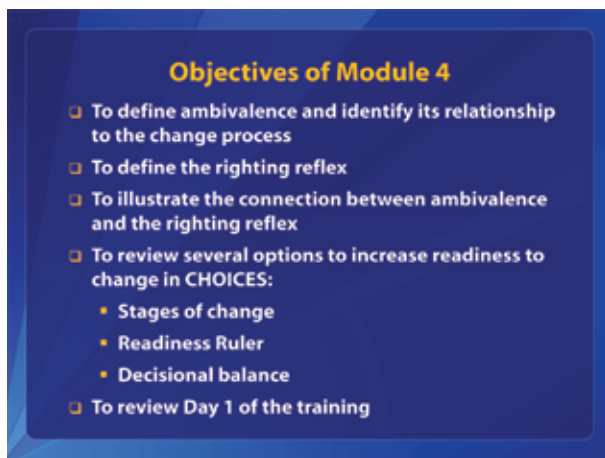 Objectives of Module 4
To define ambivalence and identify its relationship
to the change process
To define the righting reflex
To illustrate the connection between ambivalence
and the righting reflex
To review several options to increase readiness to
change in CHOICES:
Stages of change
Readiness Ruler
Decisional balance
To review Day 1 of the training